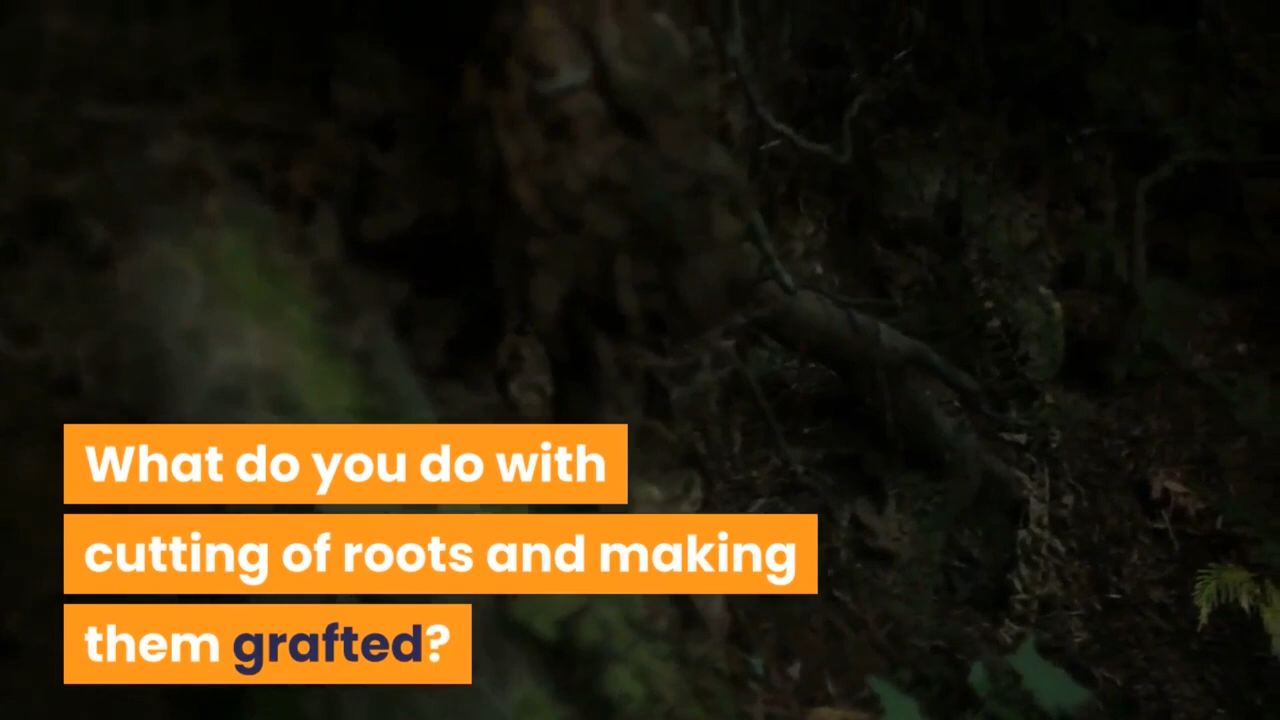 What do you do with
cutting of roots and making
them grafted?